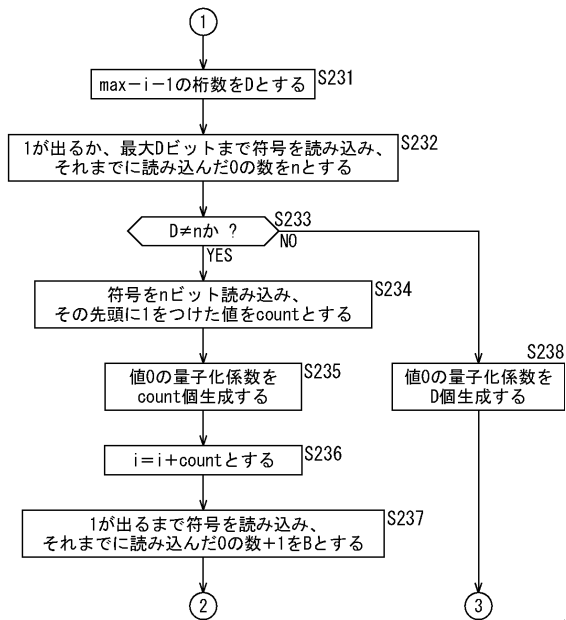 1
max－i－1の桁数をDとする
S231
1が出るか、最大Dビットまで符号を読み込み、
それまでに読み込んだ0の数をnとする
S232
D≠nか ?
S233
YES
NO
符号をnビット読み込み、
その先頭に1をつけた値をcountとする
S234
値0の量子化係数を
count個生成する
S235
値0の量子化係数を
D個生成する
S238
i＝i＋countとする
S236
1が出るまで符号を読み込み、
それまでに読み込んだ0の数+1をBとする
S237
2
3